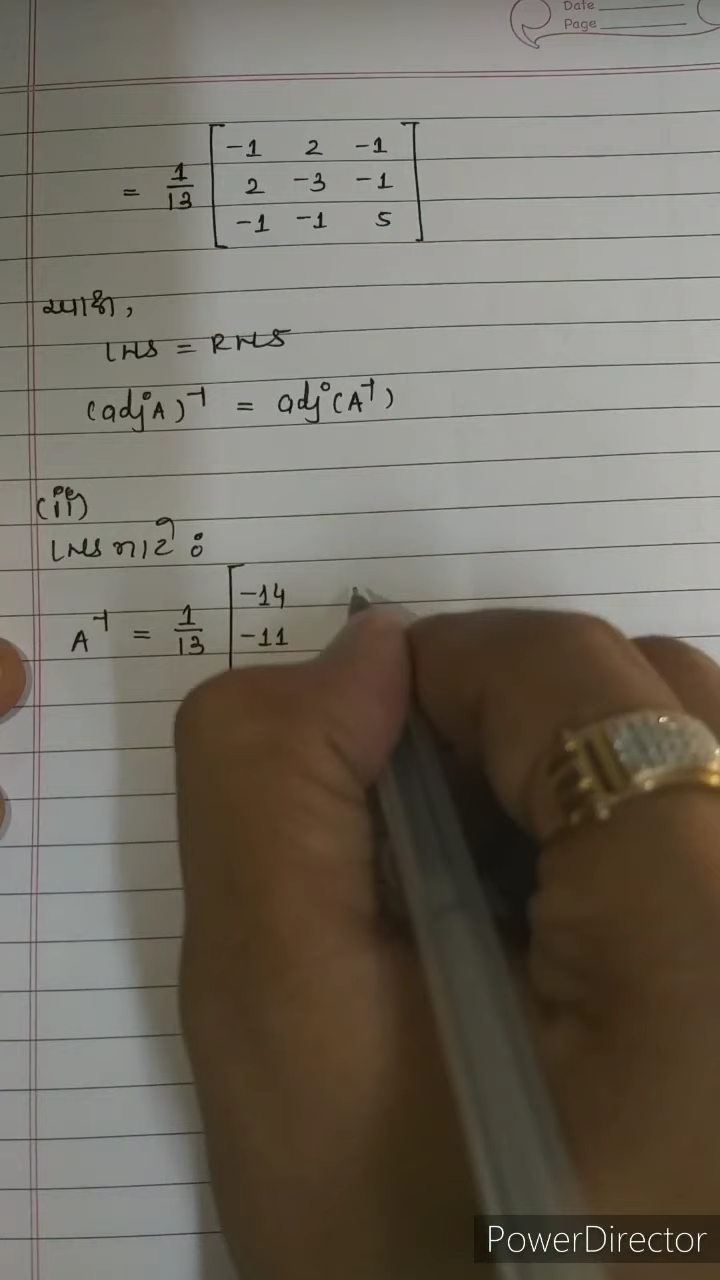 Date
Page
= 1/13 [ -1 2 -1
2 -3 -1
-1 -1 5 ]
LHS = RHS
(adjA)⁻¹ = adj(A⁻¹)
(ii)
LHS :
A⁻¹ = 1/13 [ -14
-11
PowerDirector